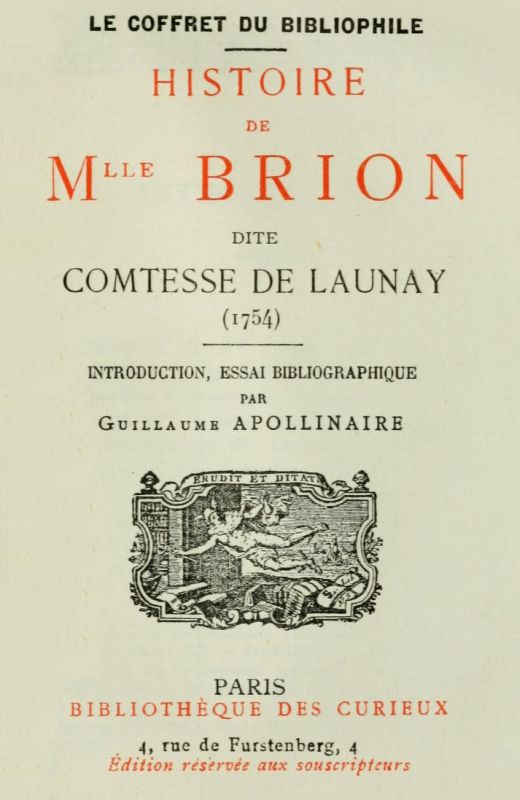 LE COFFRET DU BIBLIOPHILE
HISTOIRE
DE
MLLE BRION
DITE
COMTESSE DE LAUNAY
(1754)
INTRODUCTION, ESSAI BIBLIOGRAPHIQUE
PAR
GUILLAUME APOLLINAIRE
ERUDIT ET DITAT
PARIS
BIBLIOTHÈQUE DES CURIEUX
4, rue de Furstenberg, 4
Édition réservée aux souscripteurs